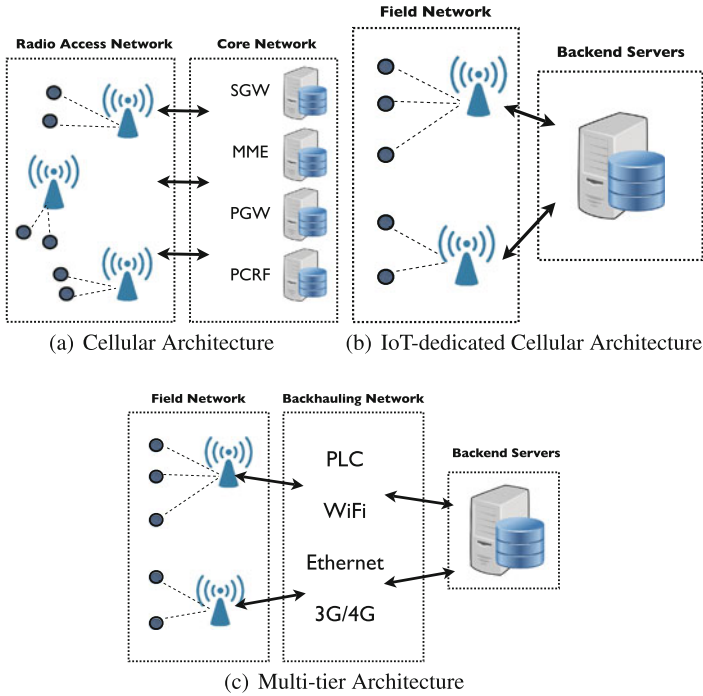 Radio Access Network
Core Network
SGW
MME
PGW
PCRF
(a) Cellular Architecture
Field Network
Backend Servers
(b) IoT-dedicated Cellular Architecture
Field Network
Backhauling Network
Backend Servers
PLC
WiFi
Ethernet
3G/4G
(c) Multi-tier Architecture